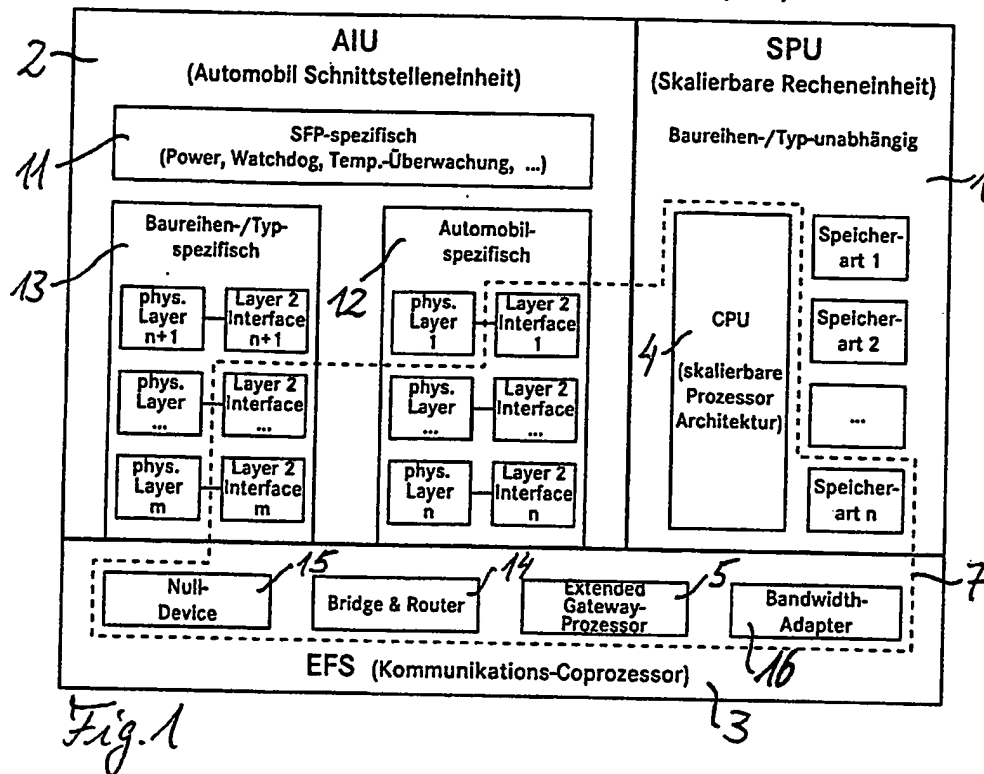 AIU
(Automobil Schnittstelleneinheit)
2
SFP-spezifisch
(Power, Watchdog, Temp.-Überwachung, ...)
11
Baureihen-/Typ-
spezifisch
13
phys.
Layer
n+1
Layer 2
Interface
n+1
phys.
Layer
...
Layer 2
Interface
...
phys.
Layer
m
Layer 2
Interface
m
Automobil-
spezifisch
12
phys.
Layer
1
Layer 2
Interface
1
phys.
Layer
...
Layer 2
Interface
...
phys.
Layer
n
Layer 2
Interface
n
SPU
(Skalierbare Recheneinheit)
Baureihen-/Typ-unabhängig
CPU
4
(skalierbare
Prozessor
Architektur)
Speicher-
art 1
Speicher-
art 2
...
Speicher-
art n
15
Null-
Device
14
Bridge & Router
5
Extended
Gateway-
Prozessor
7
Bandwidth-
Adapter
16
EFS (Kommunikations-Coprozessor)
3
Fig. 1